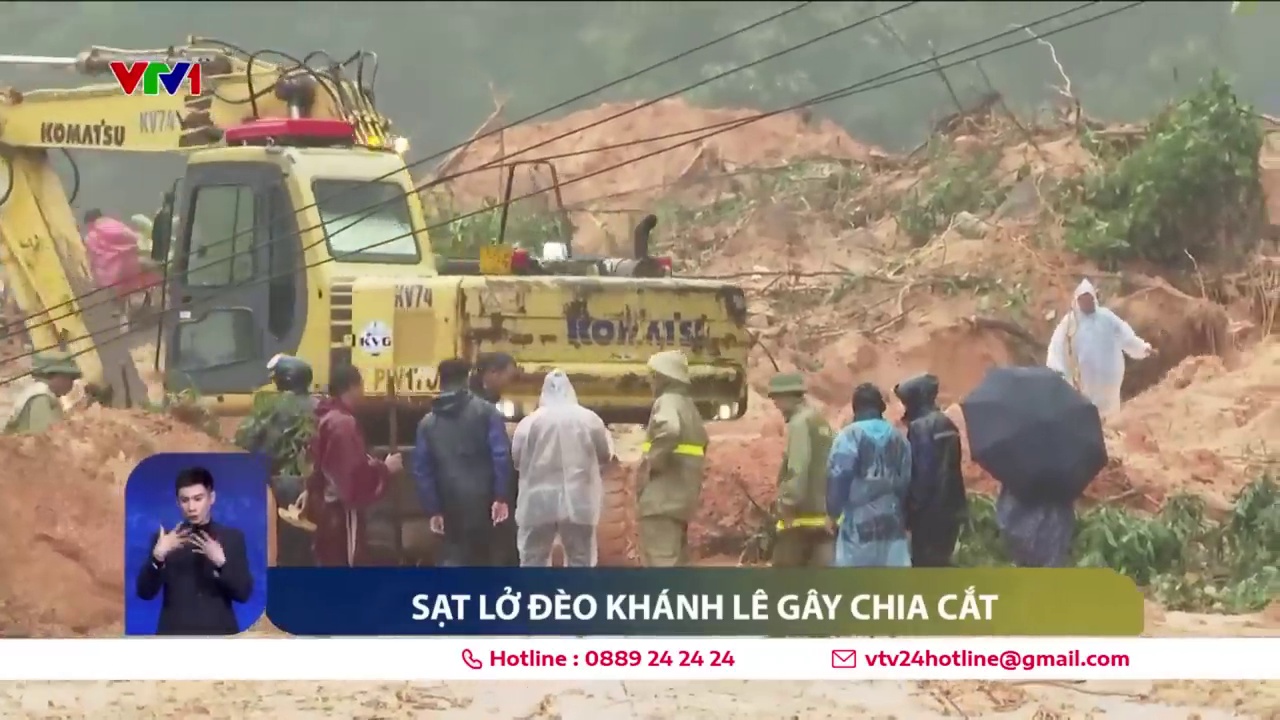 VTV1
KOMATSU KV74
KV74
KOMATSU
KVG
SẠT LỞ ĐÈO KHÁNH LÊ GÂY CHIA CẮT
Hotline : 0889 24 24 24
vtv24hotline@gmail.com